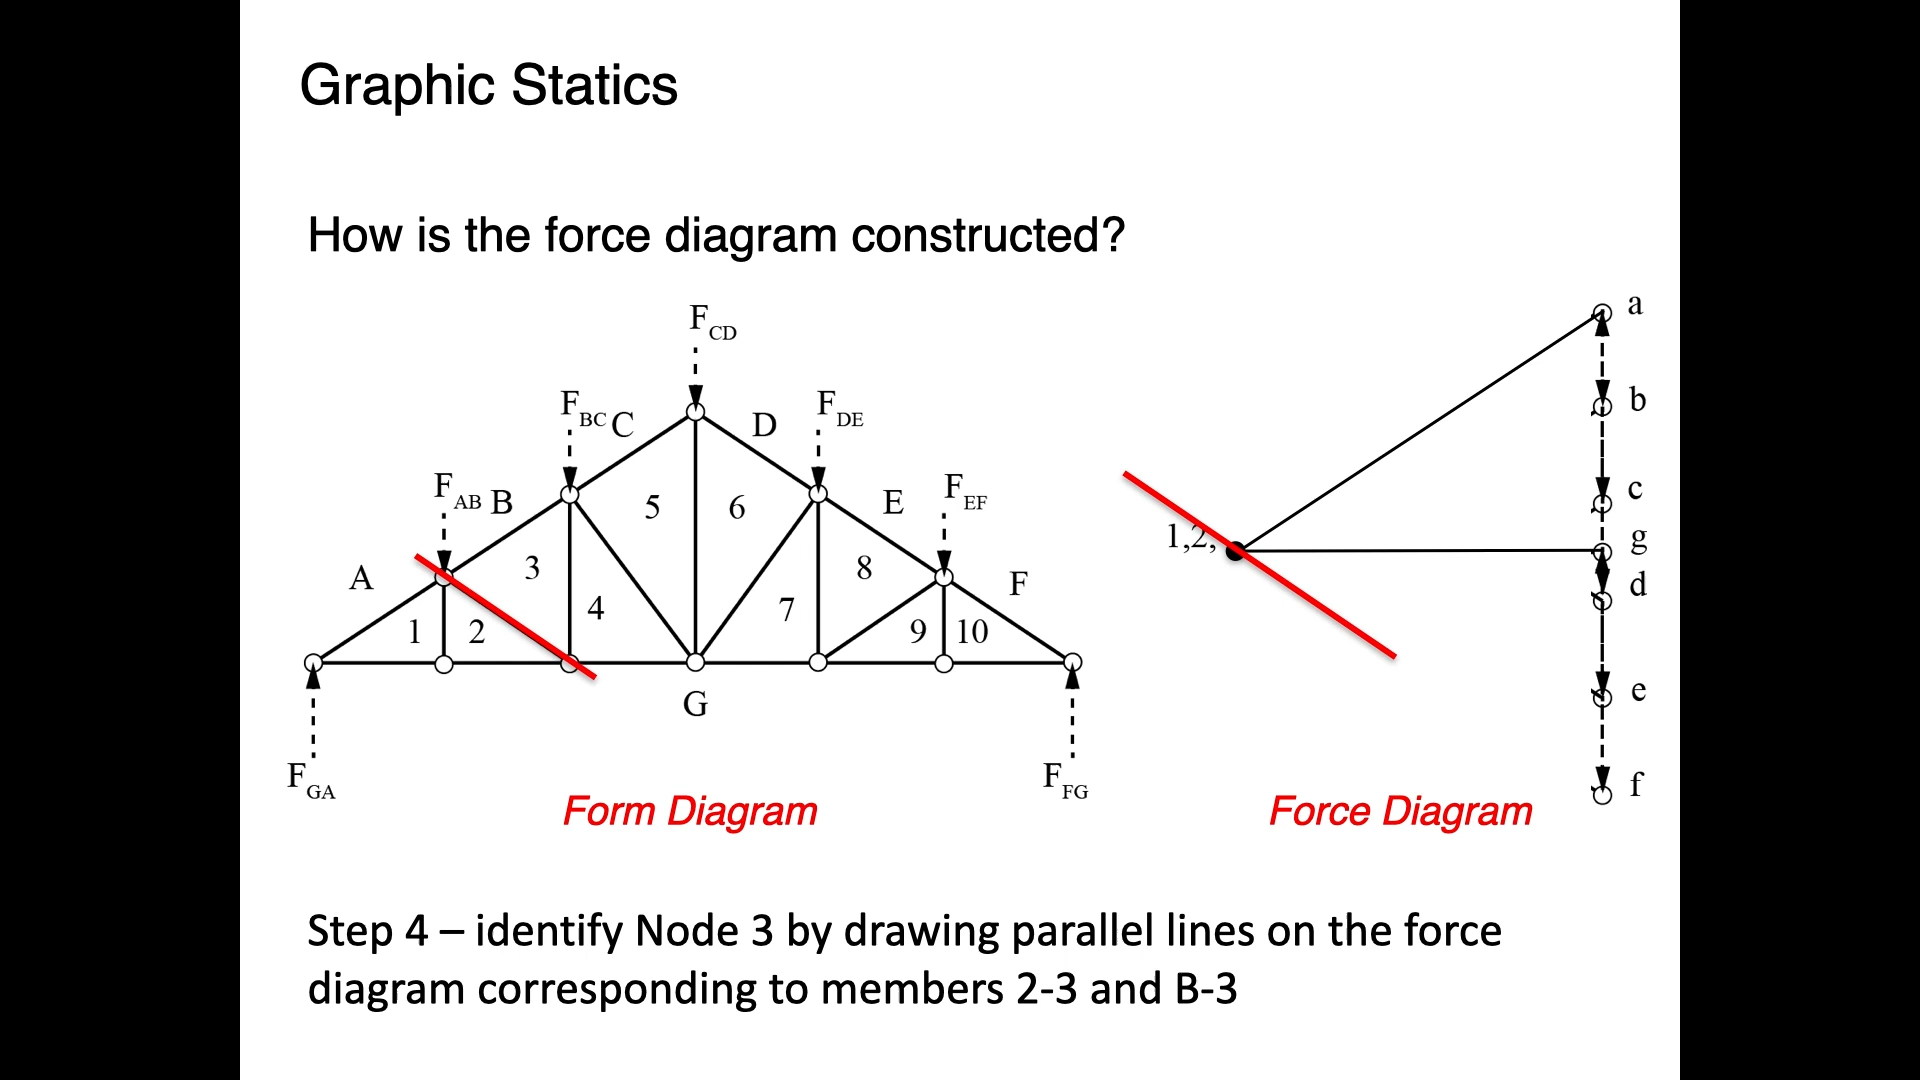 Graphic Statics
How is the force diagram constructed?
F CD
F BC C
D
F DE
F AB B
E
F EF
5
6
A
3
8
F
4
7
1
2
9
10
G
F GA
F FG
Form Diagram
a
b
c
1,2,
g
d
e
f
Force Diagram
Step 4 – identify Node 3 by drawing parallel lines on the force
diagram corresponding to members 2-3 and B-3